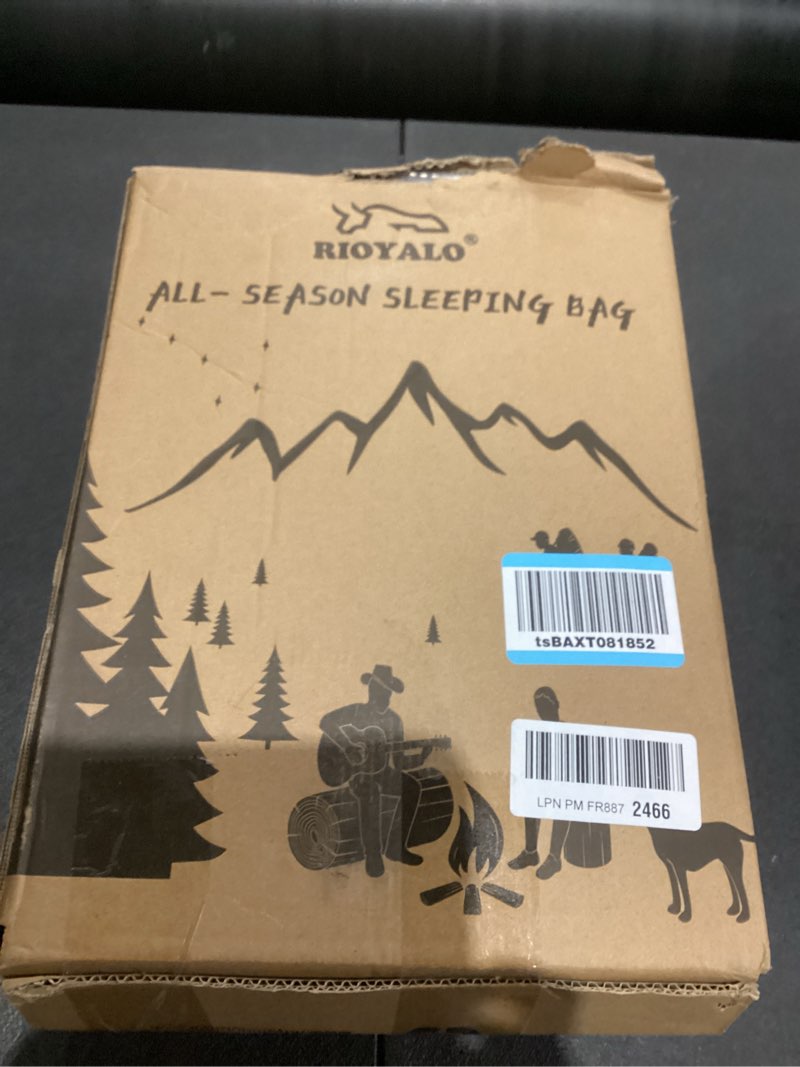 RIOYALO®
ALL- SEASON SLEEPING BAG
tsBAXT081852
LPN PM FR887 2466